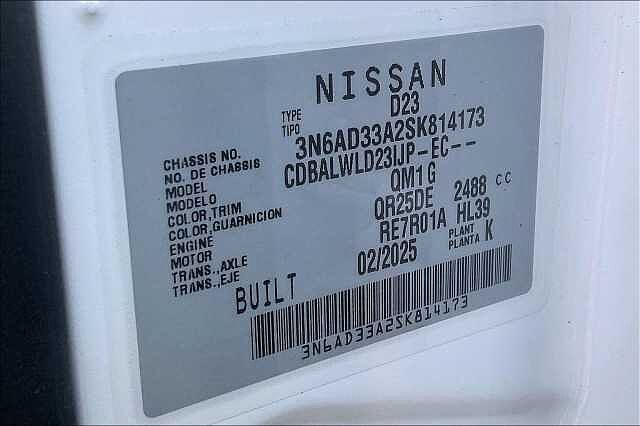 NISSAN
TYPE D23
TIPO
CHASSIS NO. 3N6AD33A2SK814173
NO. DE CHASSIS
MODEL CDBALWLD23IJP-EC--
MODELO
COLOR,TRIM QM1 G
COLOR,GUARNICION
ENGINE QR25DE 2488 CC
MOTOR
TRANS.,AXLE RE7R01A HL39
TRANS.,EJE
PLANT K
PLANTA
BUILT 02/2025
3N6AD33A2SK814173